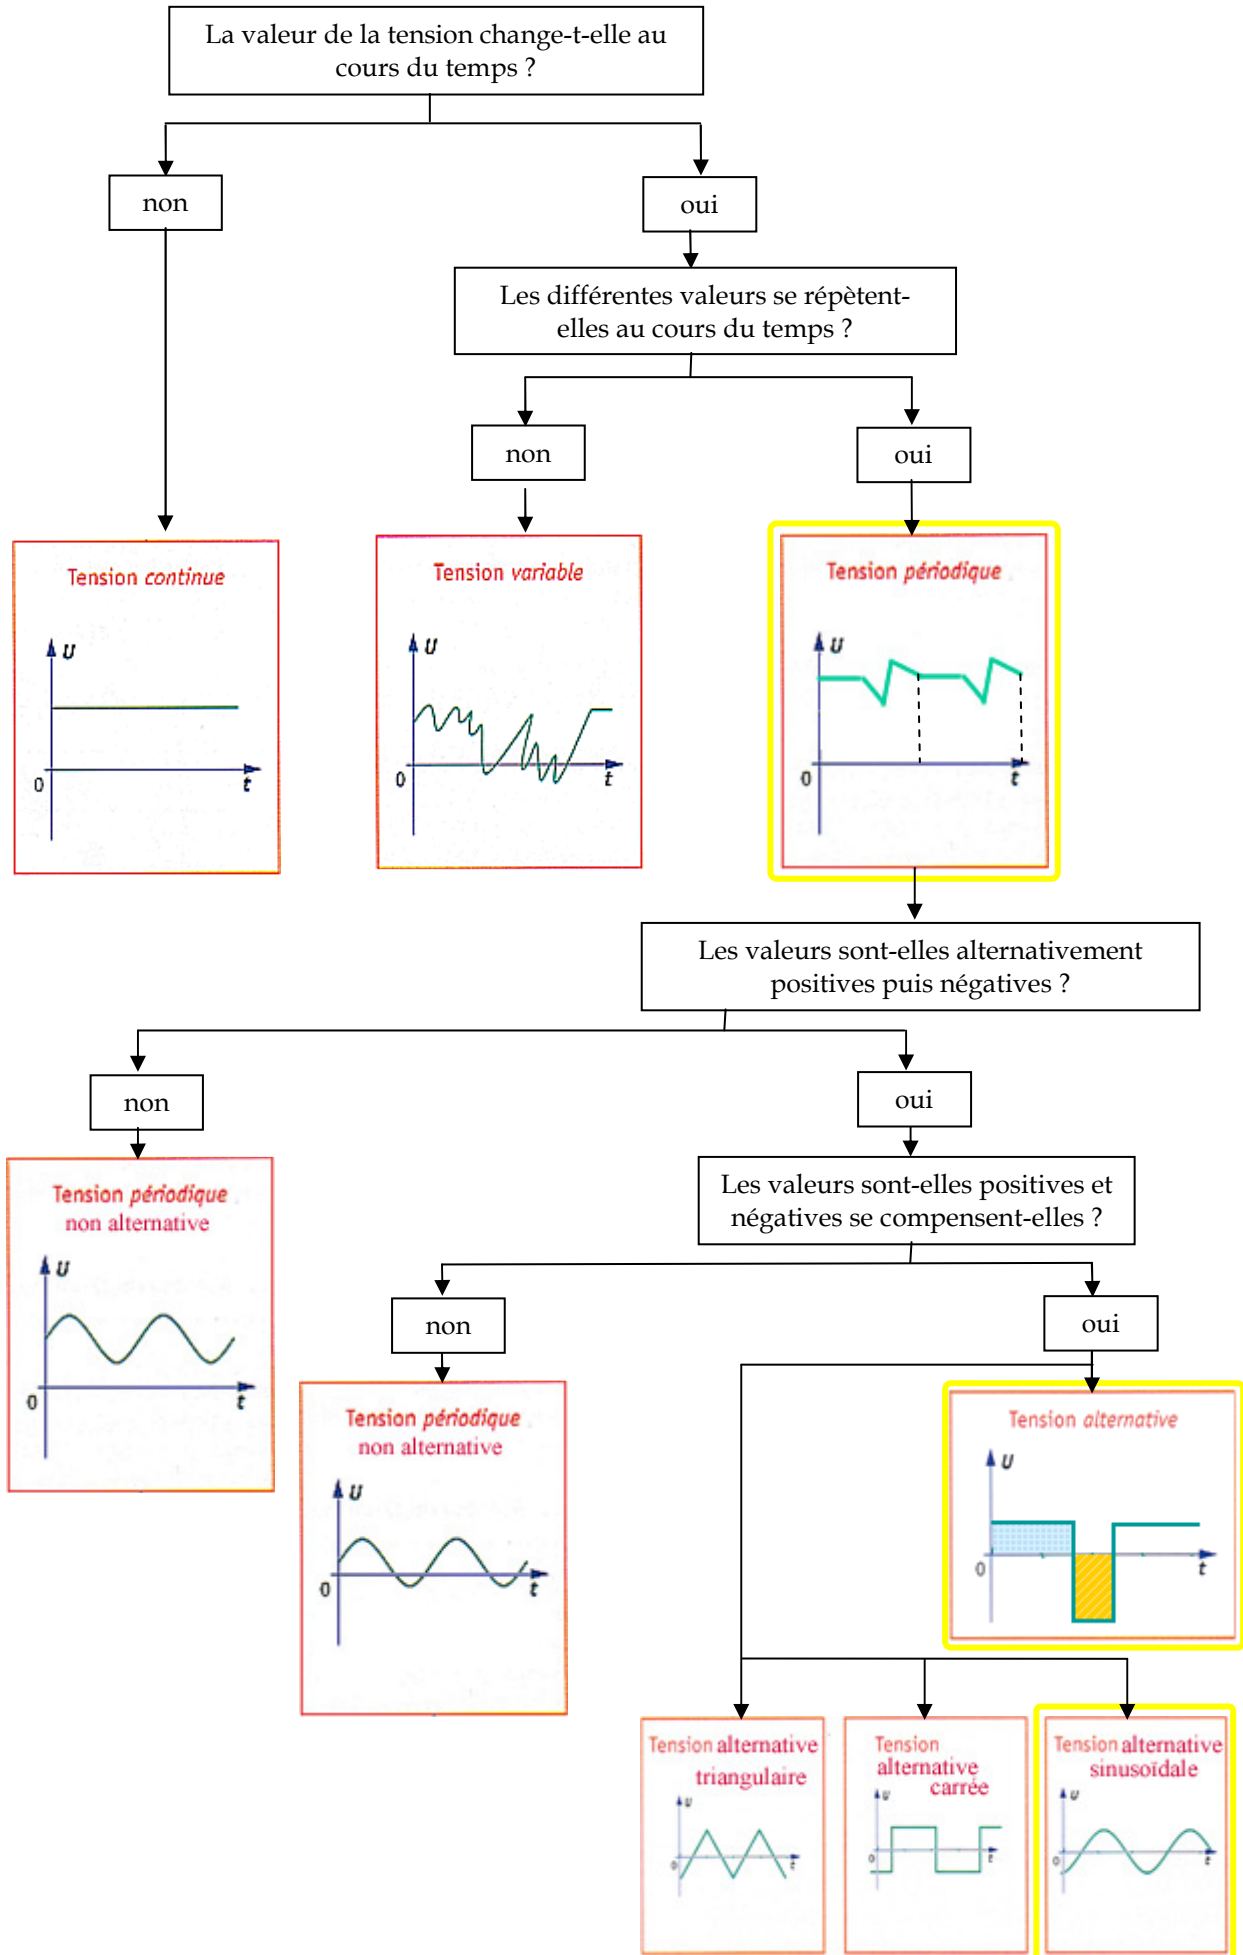 La valeur de la tension change-t-elle au
cours du temps ?
non
oui
Les différentes valeurs se répètent-
elles au cours du temps ?
non
oui
Tension continue
U
0
t
Tension variable
U
0
t
Tension périodique
U
0
t
Les valeurs sont-elles alternativement
positives puis négatives ?
non
oui
Tension périodique
non alternative
U
0
t
Les valeurs sont-elles positives et
négatives se compensent-elles ?
non
oui
Tension périodique
non alternative
U
0
t
Tension alternative
U
0
t
Tension alternative
triangulaire
U
0
t
Tension
alternative
carrée
U
0
t
Tension alternative
sinusoïdale
U
0
t